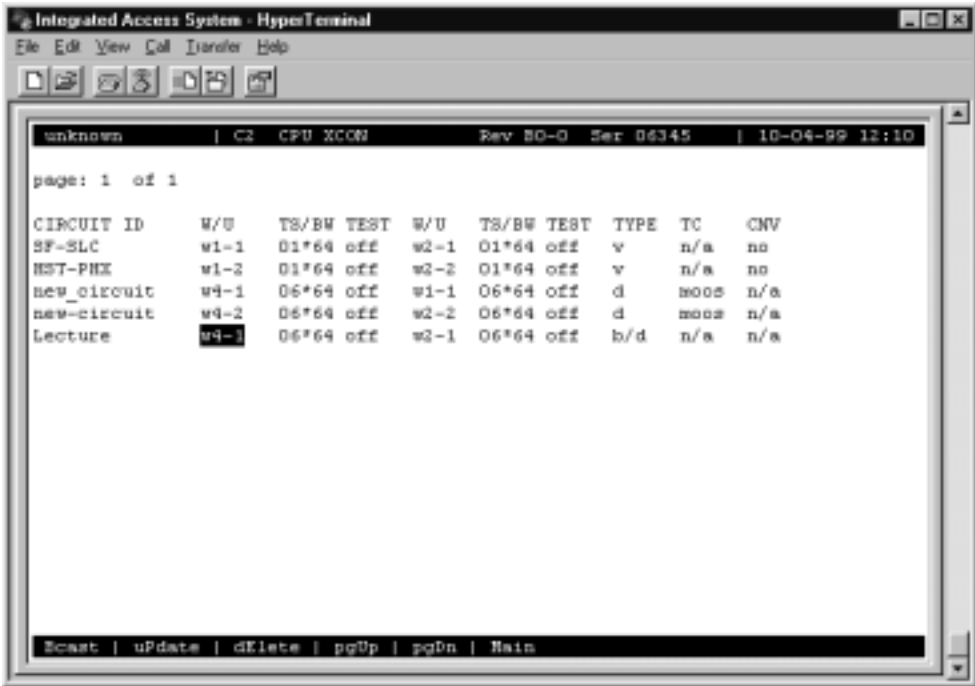 Integrated Access System - HyperTerminal
File Edit View Call Transfer Help
unknown | C2 CPU XCON Rev B0-0 Ser 06345 | 10-04-99 12:10
page: 1 of 1
CIRCUIT ID W/U TS/BW TEST W/U TS/BW TEST TYPE TC CNV
SF-SLC w1-1 01*64 off w2-1 01*64 off v n/a no
HST-PHX w1-2 01*64 off w2-2 01*64 off v n/a no
new_circuit w4-1 06*64 off w1-1 06*64 off d moos n/a
new-circuit w4-2 06*64 off w2-2 06*64 off d moos n/a
Lecture w4-1 06*64 off w2-1 06*64 off b/d n/a n/a
Bcast | uPdate | dElete | pgUp | pgDn | Main